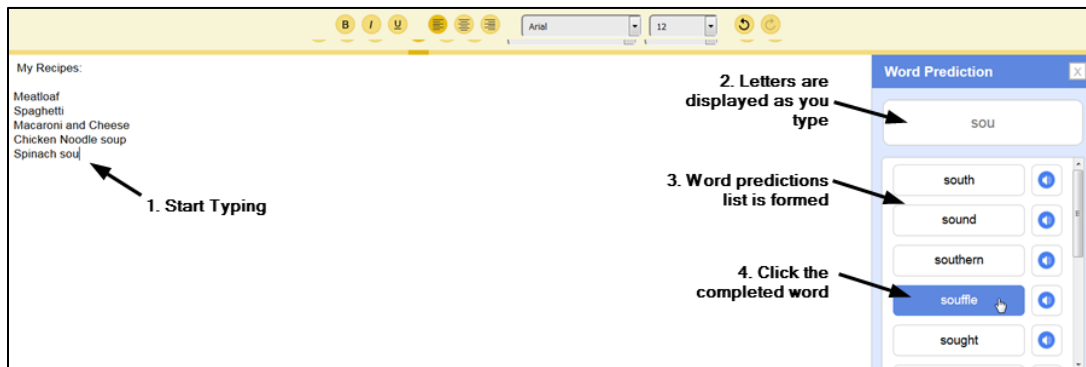 B I U Arial 12
My Recipes:
Meatloaf
Spaghetti
Macaroni and Cheese
Chicken Noodle soup
Spinach sou
1. Start Typing
2. Letters are
displayed as you
type
3. Word predictions
list is formed
4. Click the
completed word
Word Prediction X
sou
south
sound
southern
souffle
sought